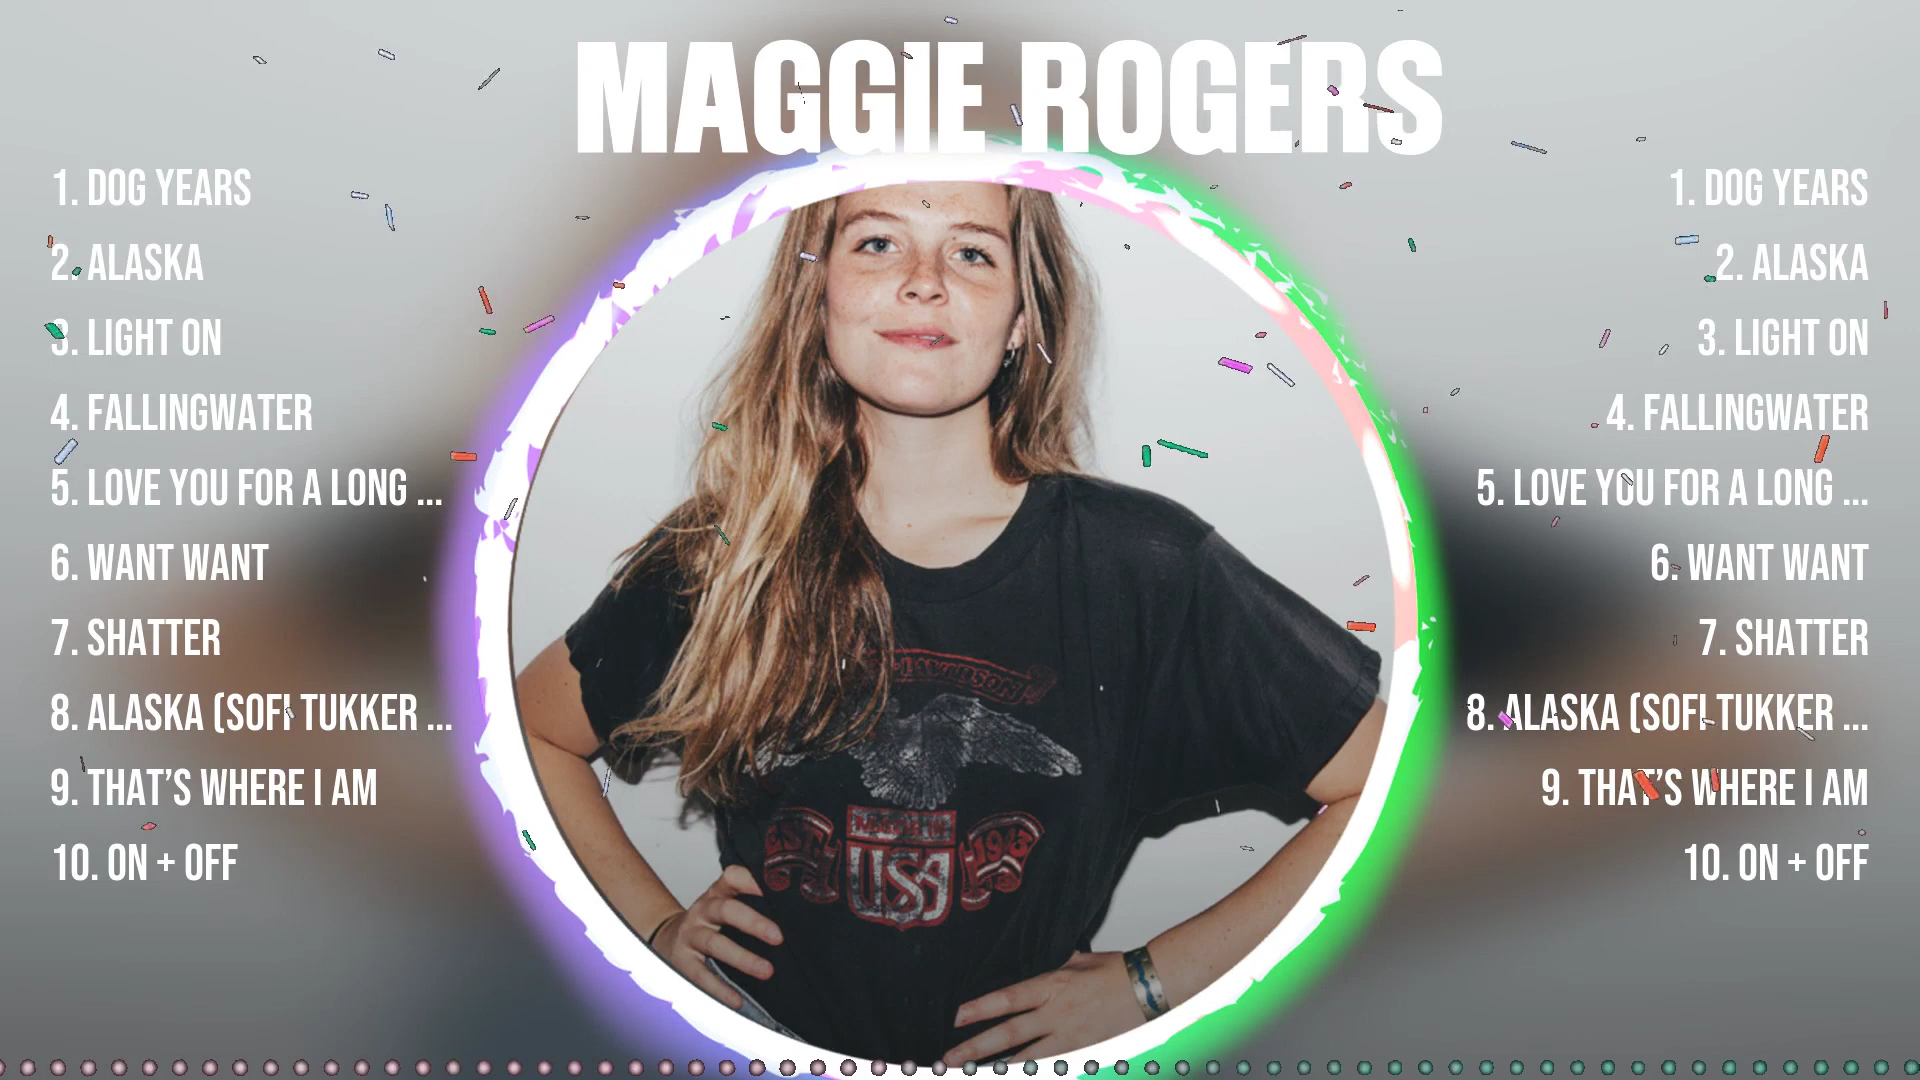 MAGGIE ROGERS
1. DOG YEARS
2. ALASKA
3. LIGHT ON
4. FALLINGWATER
5. LOVE YOU FOR A LONG ...
6. WANT WANT
7. SHATTER
8. ALASKA (SOFI TUKKER ...
9. THAT'S WHERE I AM
10. ON + OFF
1. DOG YEARS
2. ALASKA
3. LIGHT ON
4. FALLINGWATER
5. LOVE YOU FOR A LONG ...
6. WANT WANT
7. SHATTER
8. ALASKA (SOFI TUKKER ...
9. THAT'S WHERE I AM
10. ON + OFF
EST.
USA